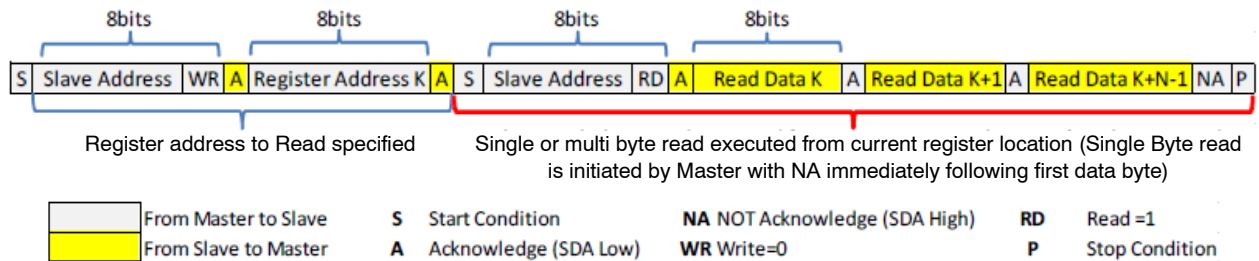 8bits 8bits 8bits 8bits
S Slave Address WR A Register Address K A S Slave Address RD A Read Data K A Read Data K+1 A Read Data K+N-1 NA P
Register address to Read specified
Single or multi byte read executed from current register location (Single Byte read
is initiated by Master with NA immediately following first data byte)
From Master to Slave S Start Condition NA NOT Acknowledge (SDA High) RD Read =1
From Slave to Master A Acknowledge (SDA Low) WR Write=0 P Stop Condition